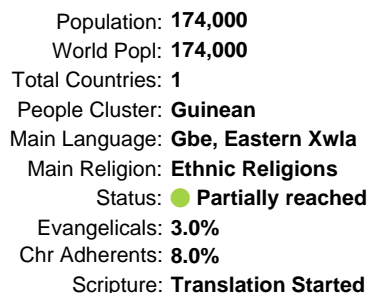 Population: 174,000
World Popl: 174,000
Total Countries: 1
People Cluster: Guinean
Main Language: Gbe, Eastern Xwla
Main Religion: Ethnic Religions
Status: Partially reached
Evangelicals: 3.0%
Chr Adherents: 8.0%
Scripture: Translation Started